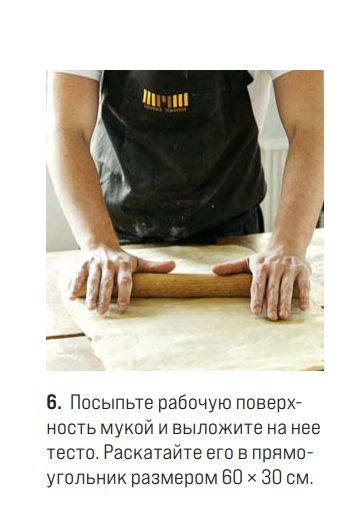 6. Посыпьте рабочую поверх-
ность мукой и выложите на нее
тесто. Раскатайте его в прямо-
угольник размером 60 × 30 см.